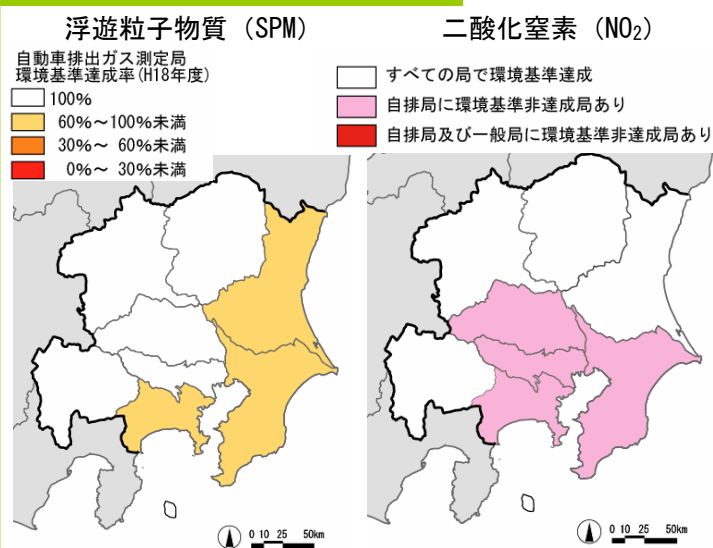 浮遊粒子物質（SPM）
自動車排出ガス測定局
環境基準達成率(H18年度)
100%
60%～100%未満
30%～ 60%未満
0%～ 30%未満
0 10 25 50km
二酸化窒素（NO₂）
すべての局で環境基準達成
自排局に環境基準非達成局あり
自排局及び一般局に環境基準非達成局あり
0 10 25 50km